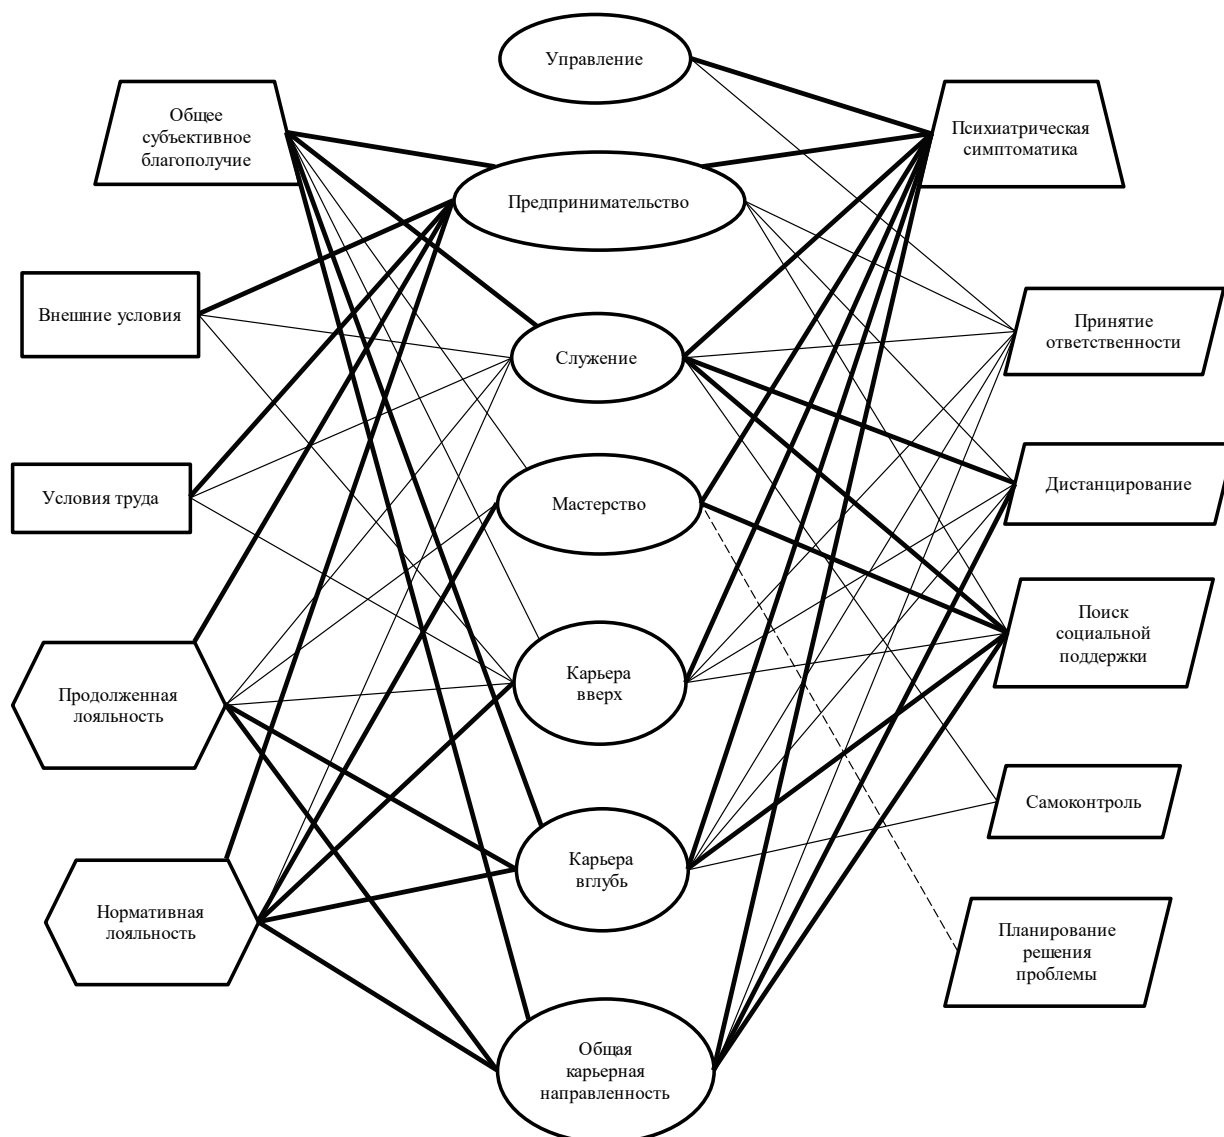 Управление
Общее
субъективное
благополучие
Психиатрическая
симптоматика
Предпринимательство
Внешние условия
Принятие
ответственности
Служение
Условия труда
Мастерство
Дистанцирование
Поиск
социальной
поддержки
Продолженная
лояльность
Карьера
вверх
Самоконтроль
Карьера
вглубь
Нормативная
лояльность
Планирование
решения
проблемы
Общая
карьерная
направленность